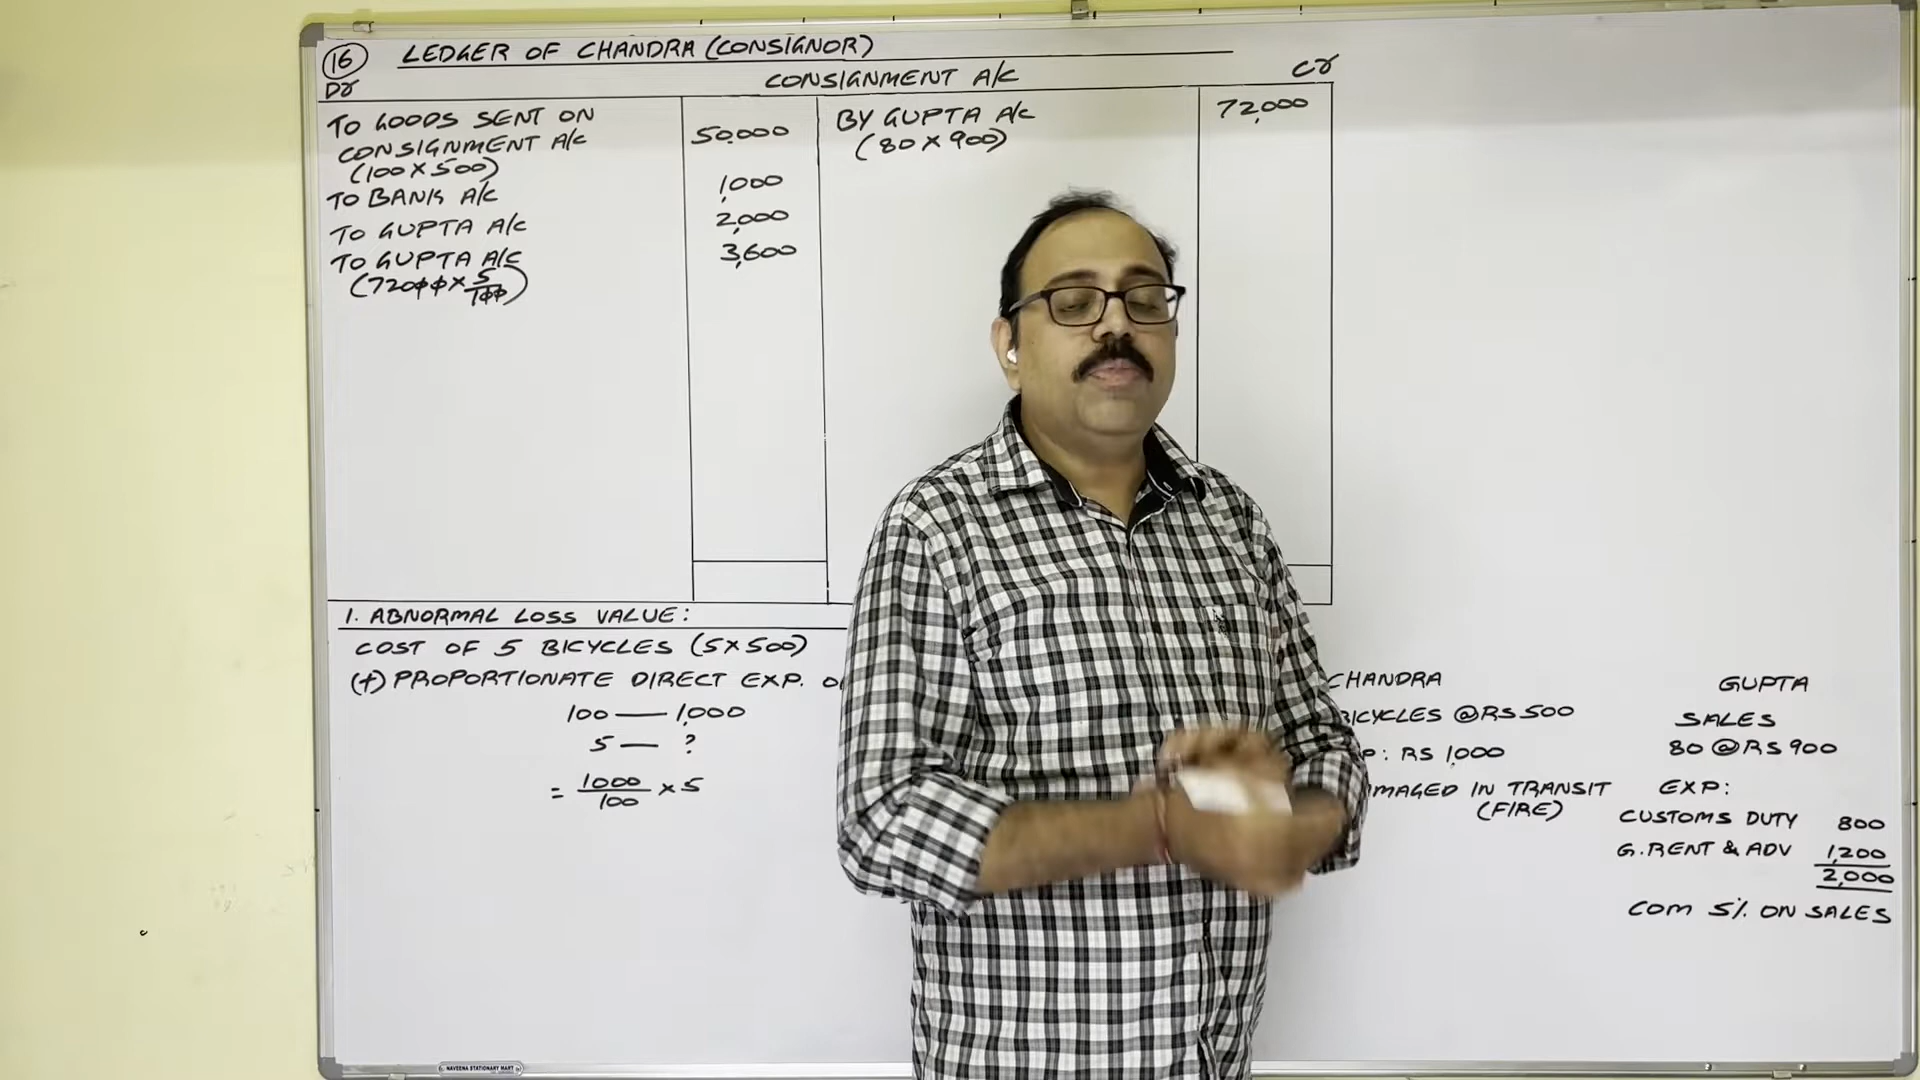 16 LEDGER OF CHANDRA (CONSIGNOR)
Dr CONSIGNMENT A/C Cr
TO GOODS SENT ON
CONSIGNMENT A/C 50,000
(100 X 500)
TO BANK A/C 1,000
TO GUPTA A/C 2,000
TO GUPTA A/C 3,600
(72000 X 5/100)
BY GUPTA A/C 72,000
(80 X 900)
1. ABNORMAL LOSS VALUE:
COST OF 5 BICYCLES (5X500)
(+) PROPORTIONATE DIRECT EXP.
100 — 1,000
5 — ?
= 1000/100 X 5
CHANDRA
BICYCLES @RS 500
RS 1,000
IN TRANSIT
(FIRE)
GUPTA
SALES
80 @RS 900
EXP:
CUSTOMS DUTY 800
G.RENT & ADV 1,200
2,000
COM 5% ON SALES
NAVEENA STATIONARY MART